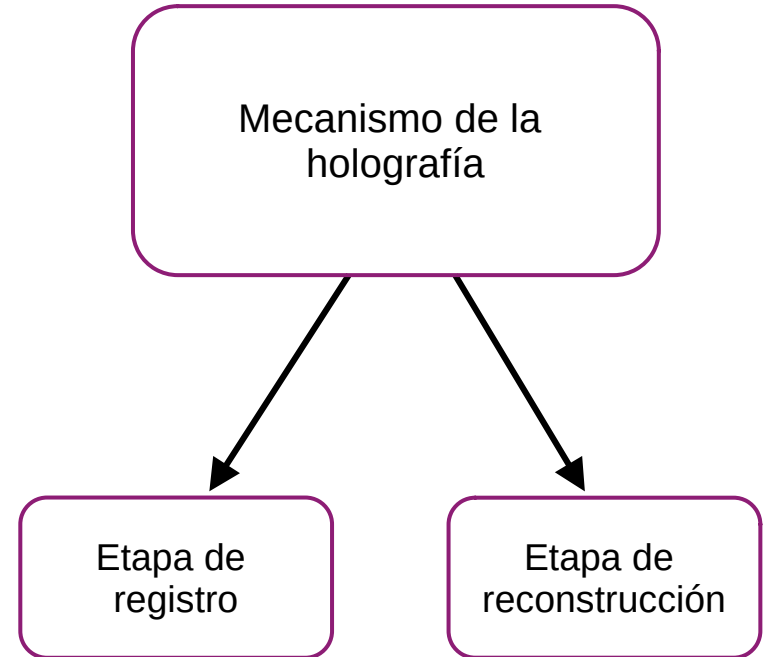 Mecanismo de la
holografía
Etapa de
registro
Etapa de
reconstrucción